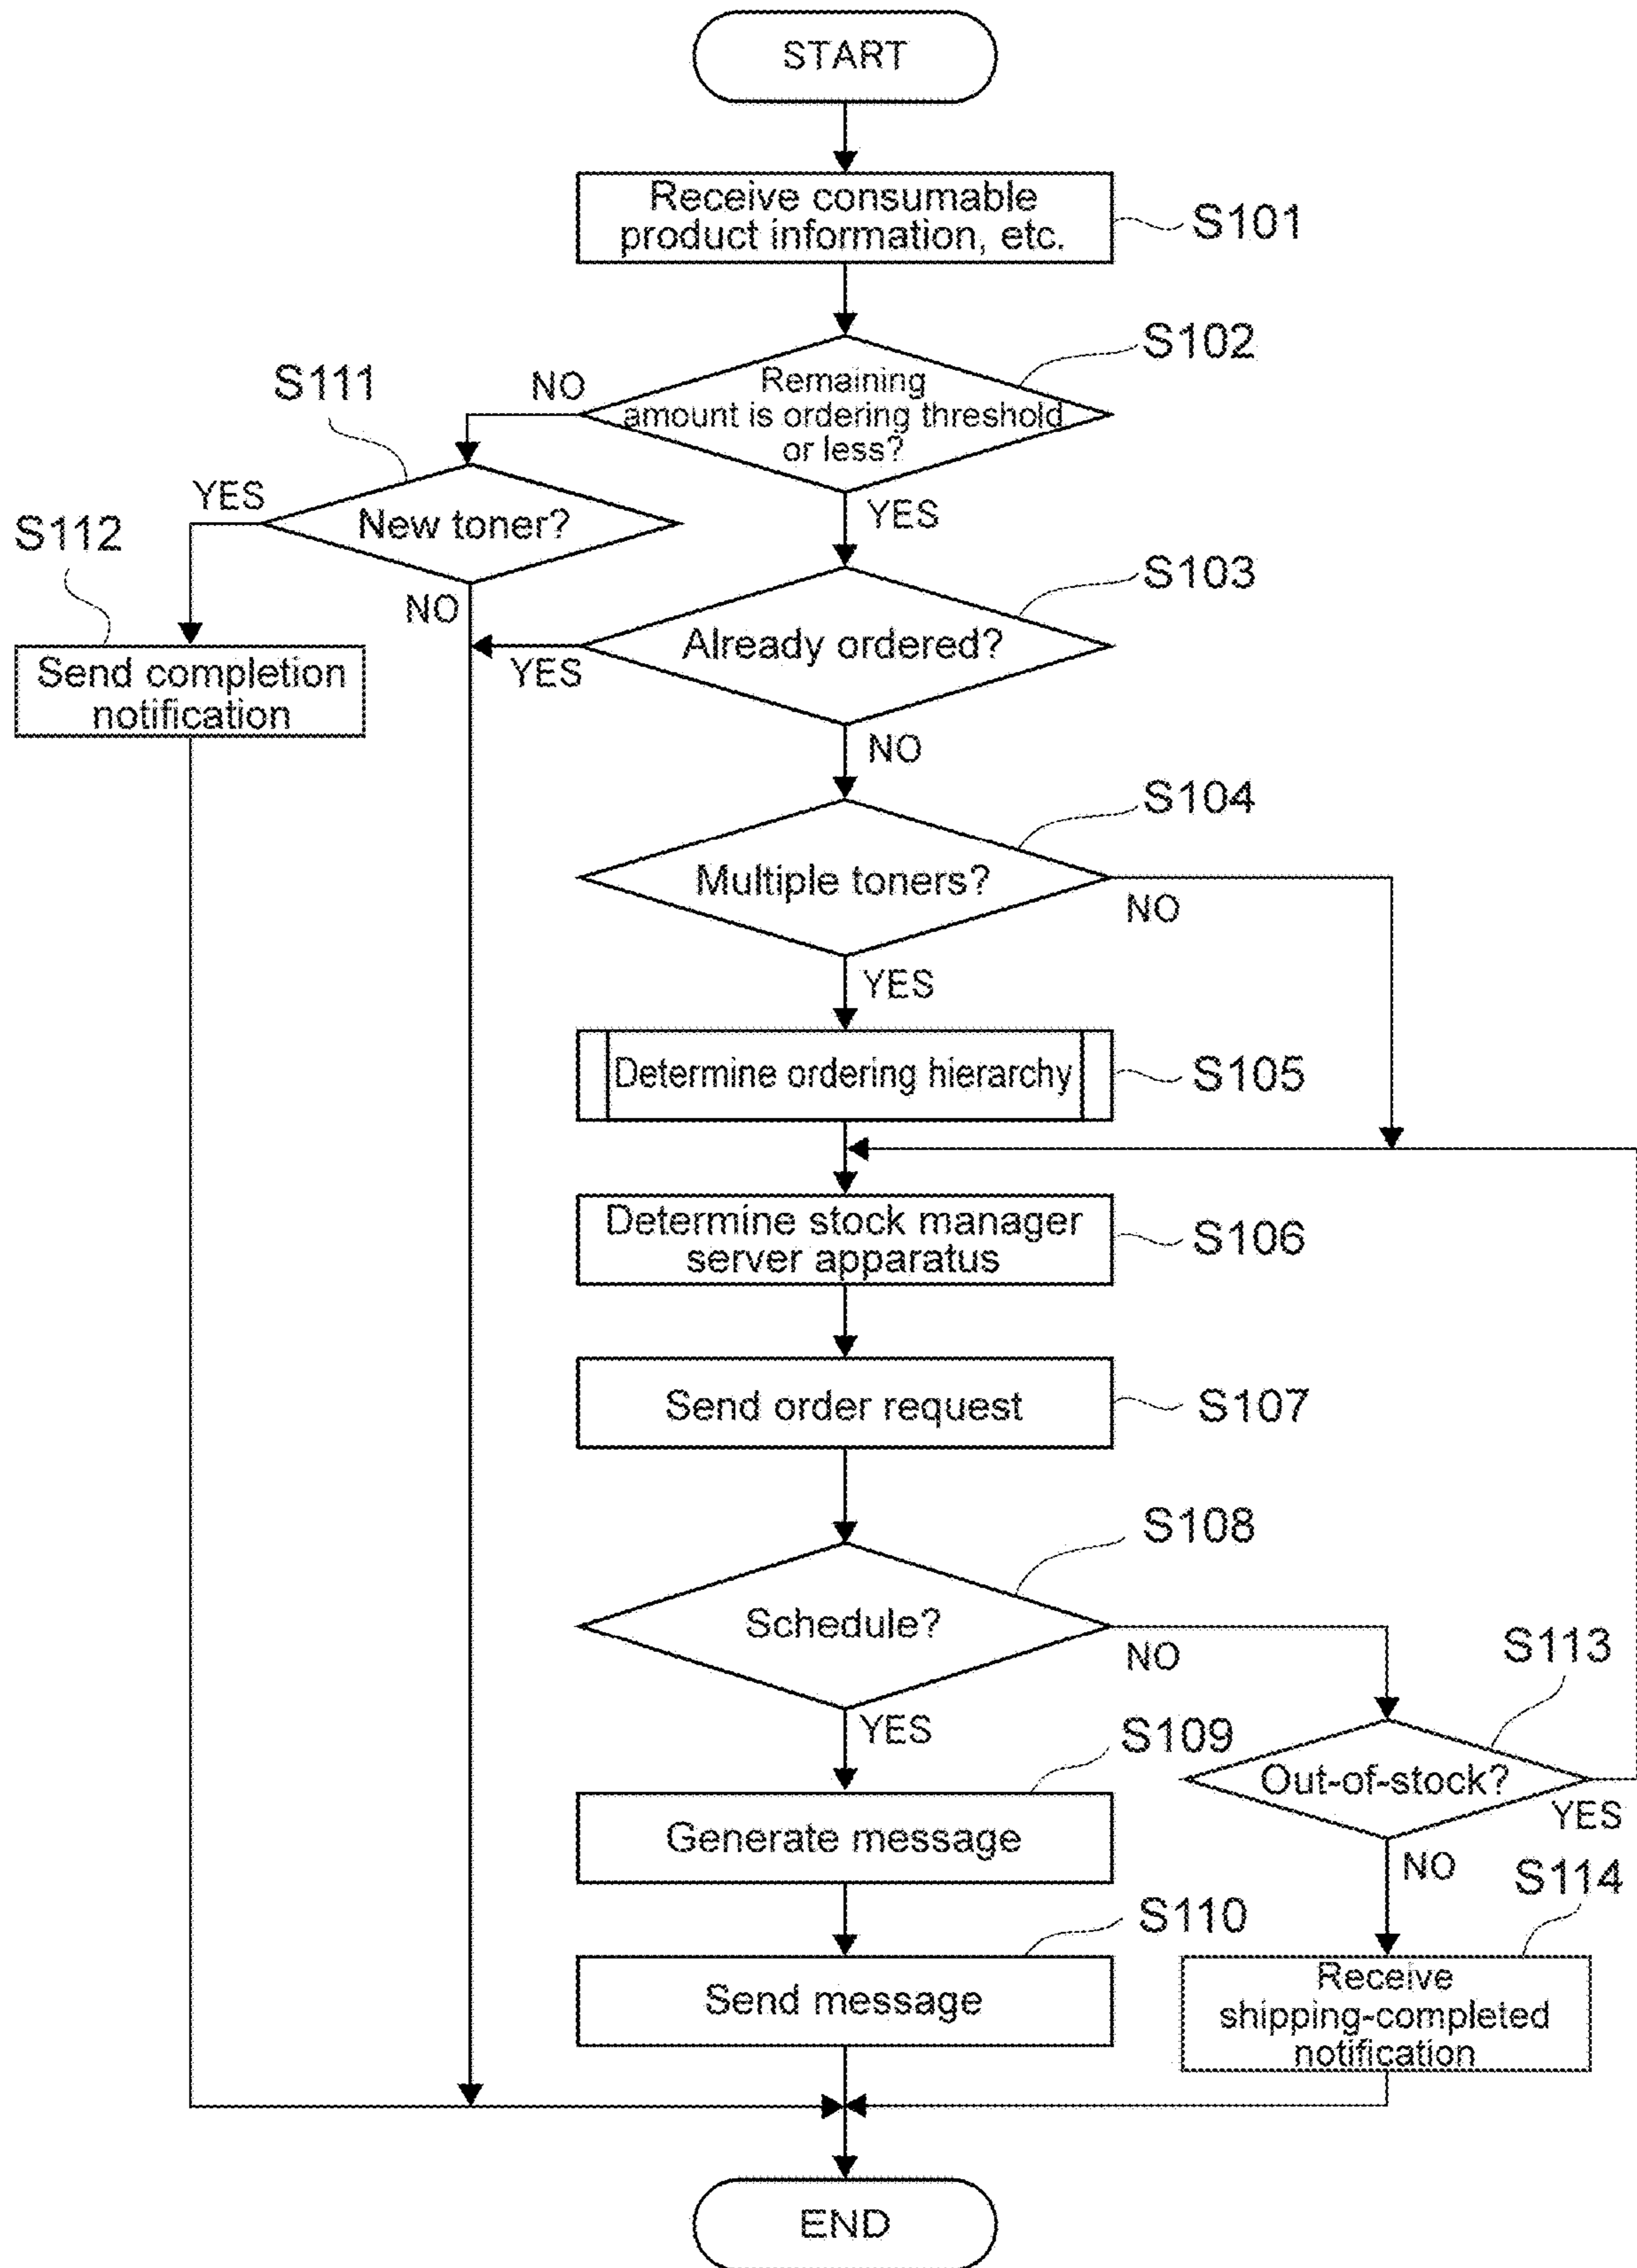 START
Receive consumable
product information, etc.
S101
S102
Remaining
amount is ordering threshold
or less?
NO
YES
S111
New toner?
YES
NO
S112
Send completion
notification
S103
Already ordered?
YES
NO
S104
Multiple toners?
NO
YES
Determine ordering hierarchy
S105
Determine stock manager
server apparatus
S106
Send order request
S107
S108
Schedule?
NO
YES
S113
Out-of-stock?
YES
NO
S109
Generate message
S110
Send message
S114
Receive
shipping-completed
notification
END